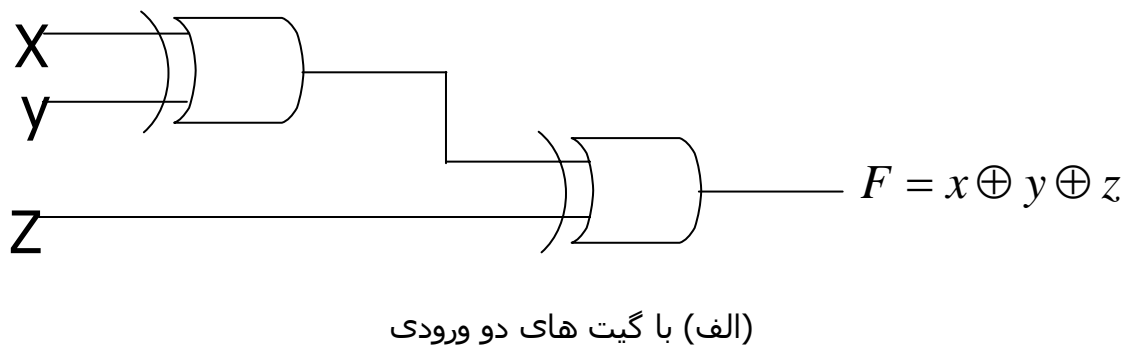 X
y
Z
F = x ⊕ y ⊕ z
(الف) با گیت های دو ورودی